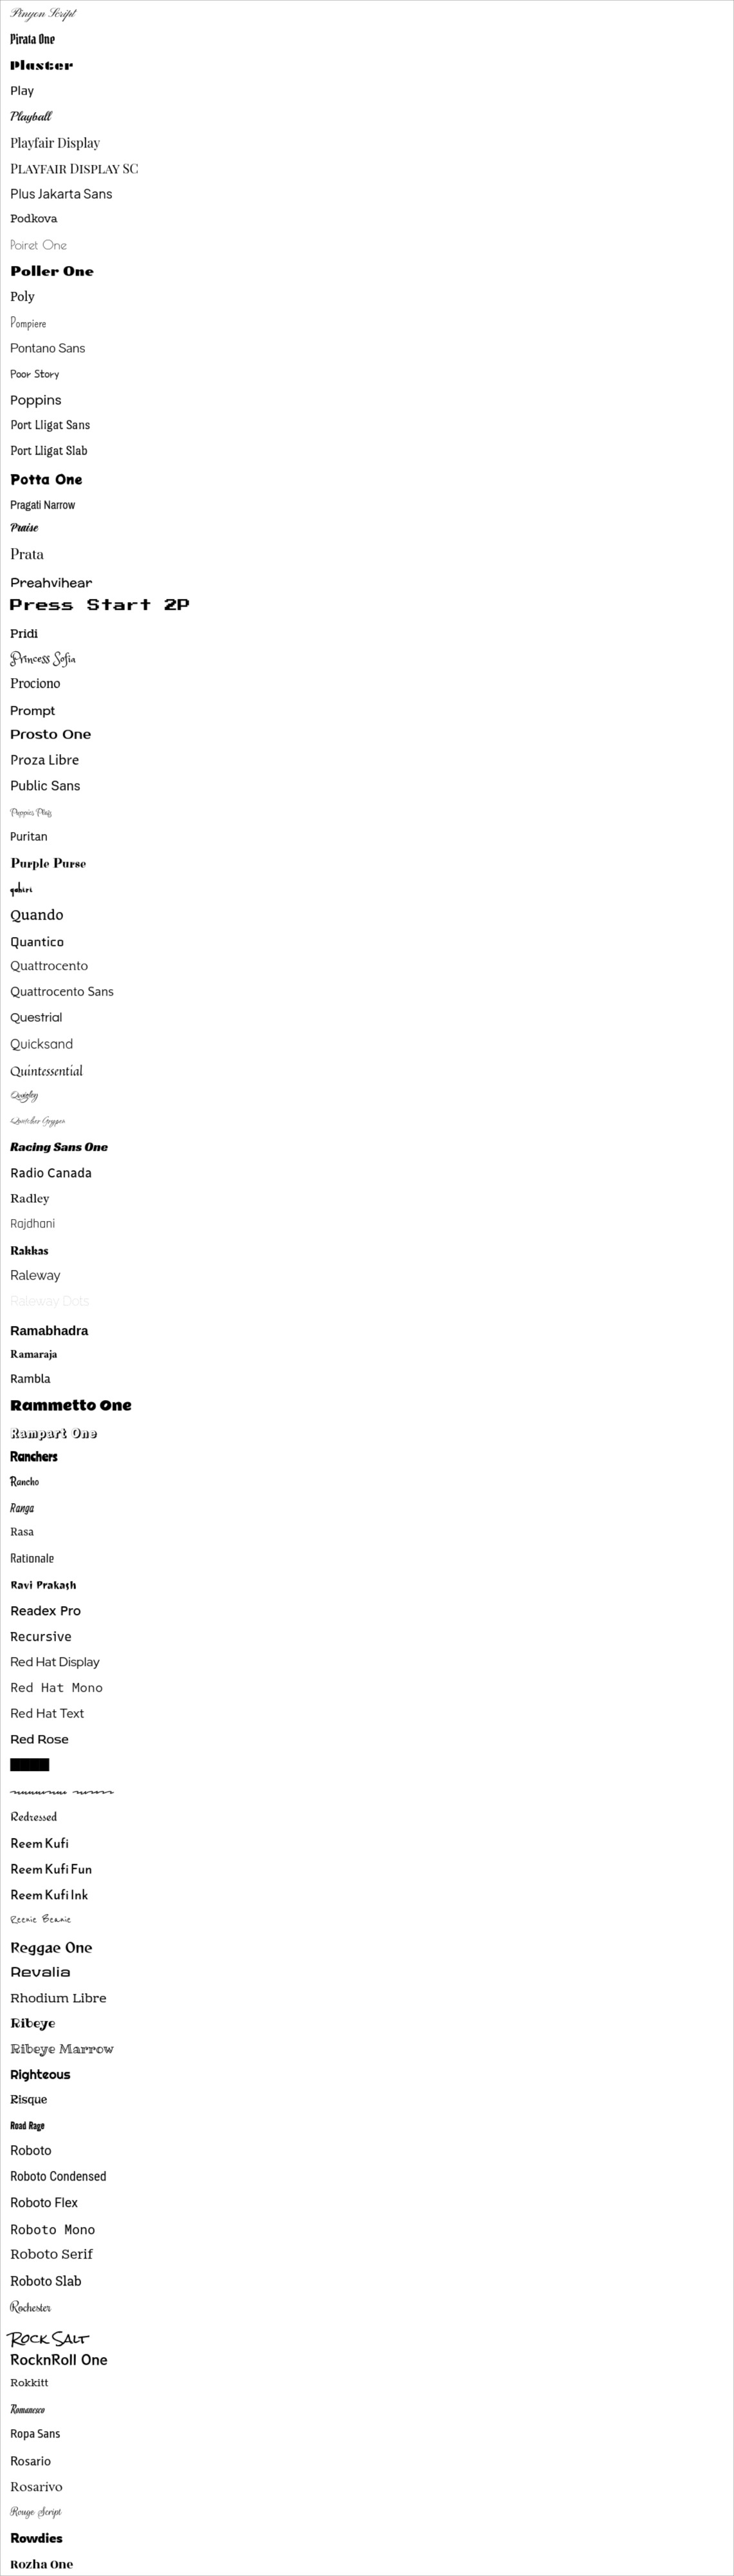 Pinyon Script
Pirata One
Plaster
Play
Playball
Playfair Display
Playfair Display SC
Plus Jakarta Sans
Podkova
Poiret One
Poller One
Poly
Pompiere
Pontano Sans
Poor Story
Poppins
Port Lligat Sans
Port Lligat Slab
Potta One
Pragati Narrow
Praise
Prata
Preahvihear
Press Start 2P
Pridi
Princess Sofia
Prociono
Prompt
Prosto One
Proza Libre
Public Sans
Puppies Play
Puritan
Purple Purse
qahiri
Quando
Quantico
Quattrocento
Quattrocento Sans
Questrial
Quicksand
Quintessential
Qwigley
Qwitcher Grypen
Racing Sans One
Radio Canada
Radley
Rajdhani
Rakkas
Raleway
Raleway Dots
Ramabhadra
Ramaraja
Rambla
Rammetto One
Rampart One
Ranchers
Rancho
Ranga
Rasa
Rationale
Ravi Prakash
Readex Pro
Recursive
Red Hat Display
Red Hat Mono
Red Hat Text
Red Rose
Redressed
Reem Kufi
Reem Kufi Fun
Reem Kufi Ink
Reenie Beanie
Reggae One
Revalia
Rhodium Libre
Ribeye
Ribeye Marrow
Righteous
Risque
Road Rage
Roboto
Roboto Condensed
Roboto Flex
Roboto Mono
Roboto Serif
Roboto Slab
Rochester
Rock Salt
RocknRoll One
Rokkitt
Romanesco
Ropa Sans
Rosario
Rosarivo
Rouge Script
Rowdies
Rozha One